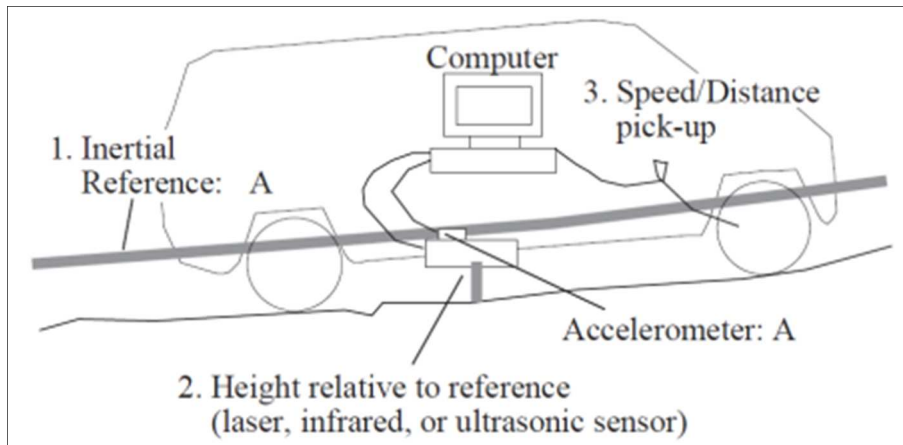 Computer
3. Speed/Distance
pick-up
1. Inertial
Reference: A
Accelerometer: A
2. Height relative to reference
(laser, infrared, or ultrasonic sensor)